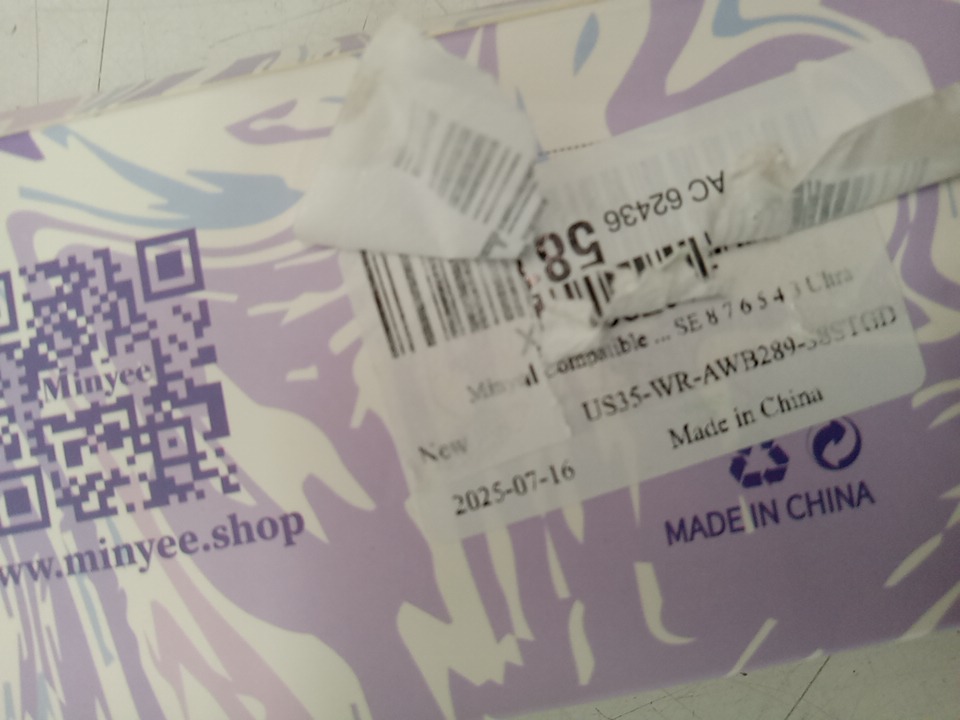 AC 62436
58
compatible ... SE 8 7 6 5 4 3 Ultra
US35-WR-AWB289-38STGD
New
Made in China
2025-07-16
Minyee
www.minyee.shop
MADE IN CHINA